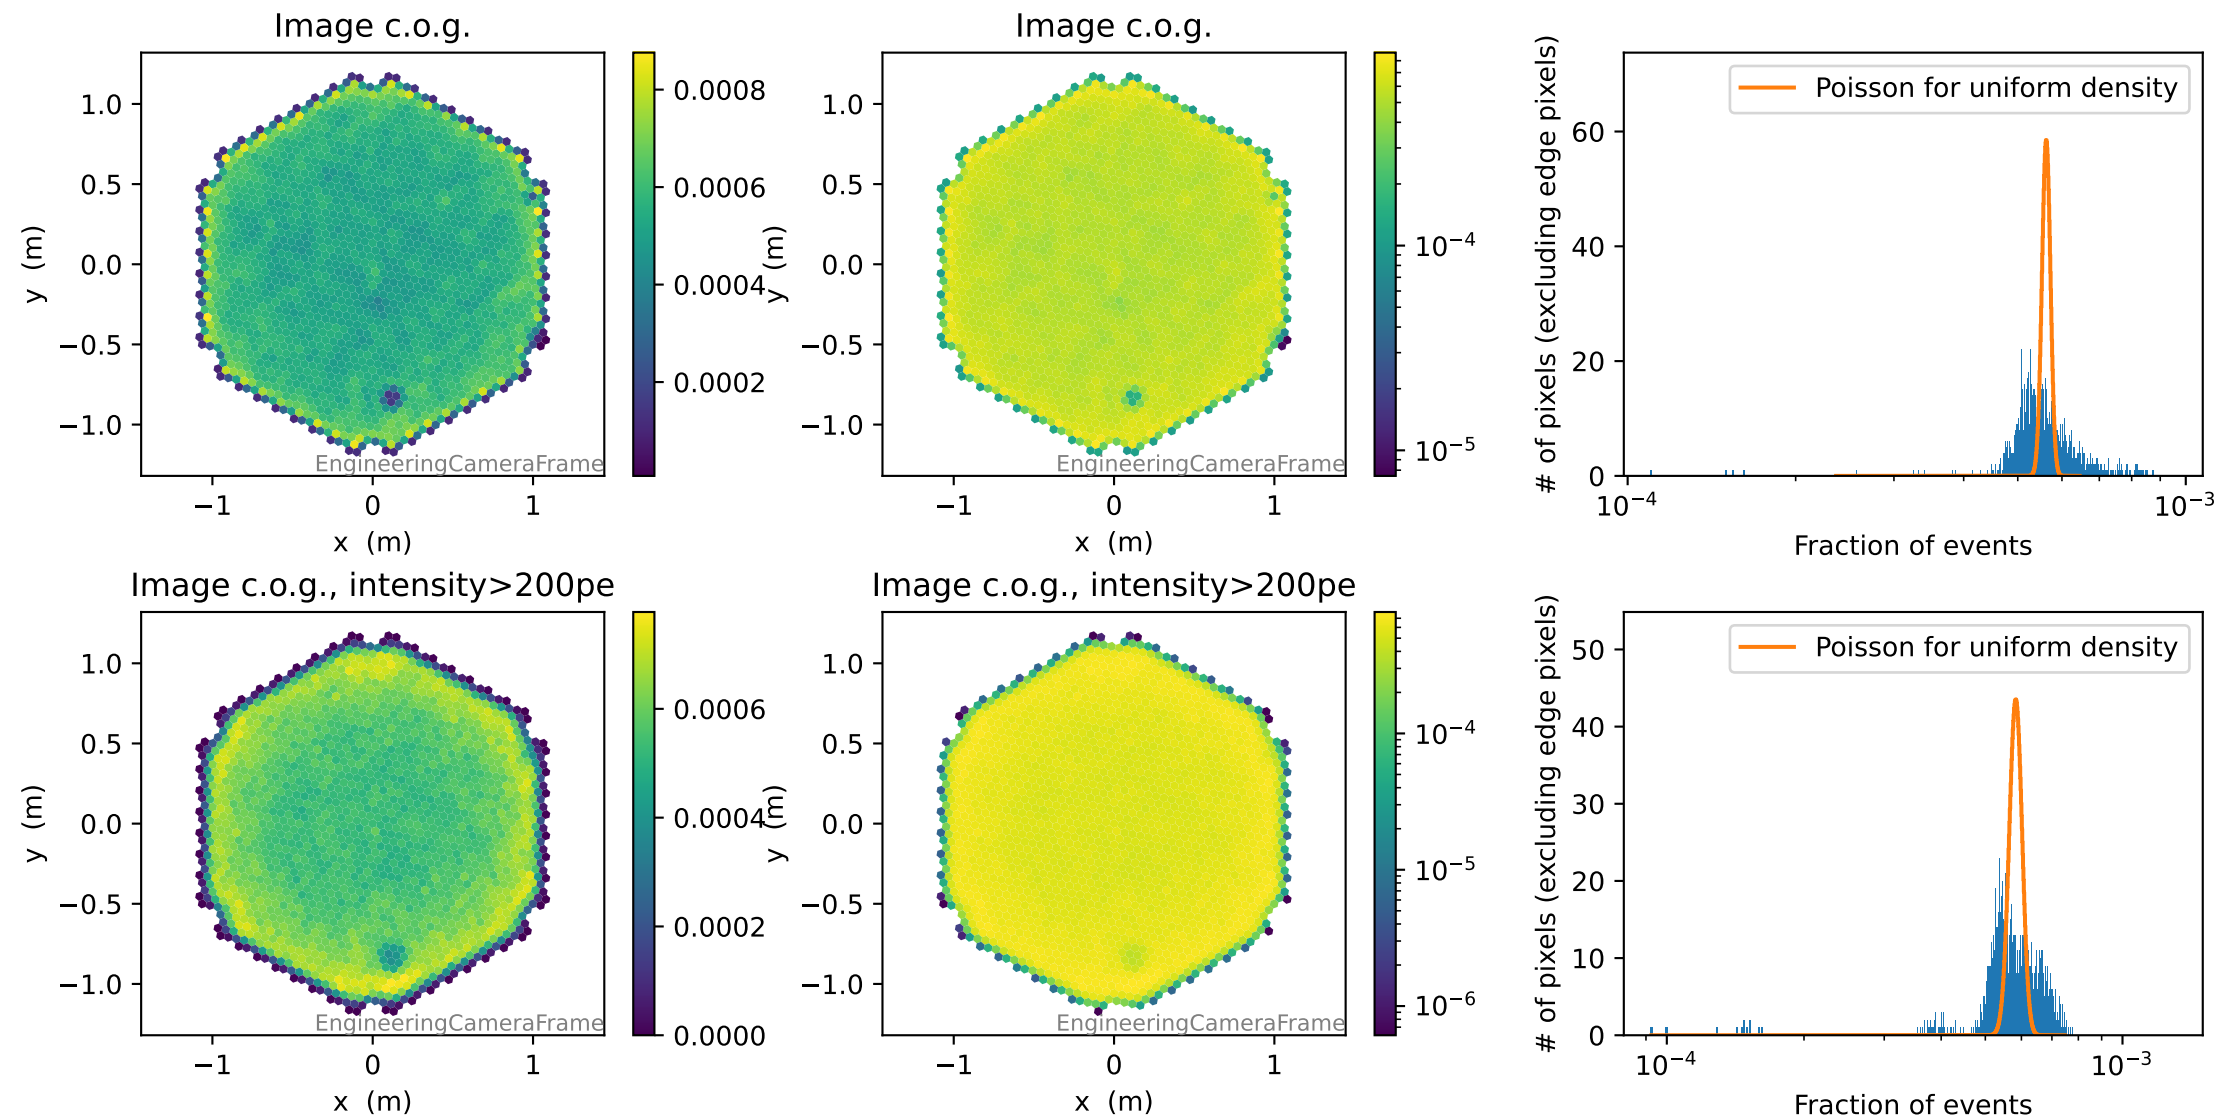 Image c.o.g.
1.0
0.5
0.0
−0.5
−1.0
y (m)
−1
0
1
x (m)
EngineeringCameraFrame
0.0008
0.0006
0.0004
0.0002
Image c.o.g.
1.0
0.5
0.0
−0.5
−1.0
y (m)
−1
0
1
x (m)
EngineeringCameraFrame
10⁻⁴
10⁻⁵
Poisson for uniform density
60
40
20
0
# of pixels (excluding edge pixels)
10⁻⁴
10⁻³
Fraction of events
Image c.o.g., intensity>200pe
1.0
0.5
0.0
−0.5
−1.0
y (m)
−1
0
1
x (m)
EngineeringCameraFrame
0.0006
0.0004
0.0002
0.0000
Image c.o.g., intensity>200pe
1.0
0.5
0.0
−0.5
−1.0
y (m)
−1
0
1
x (m)
EngineeringCameraFrame
10⁻⁴
10⁻⁵
10⁻⁶
Poisson for uniform density
50
40
30
20
10
0
# of pixels (excluding edge pixels)
10⁻⁴
10⁻³
Fraction of events